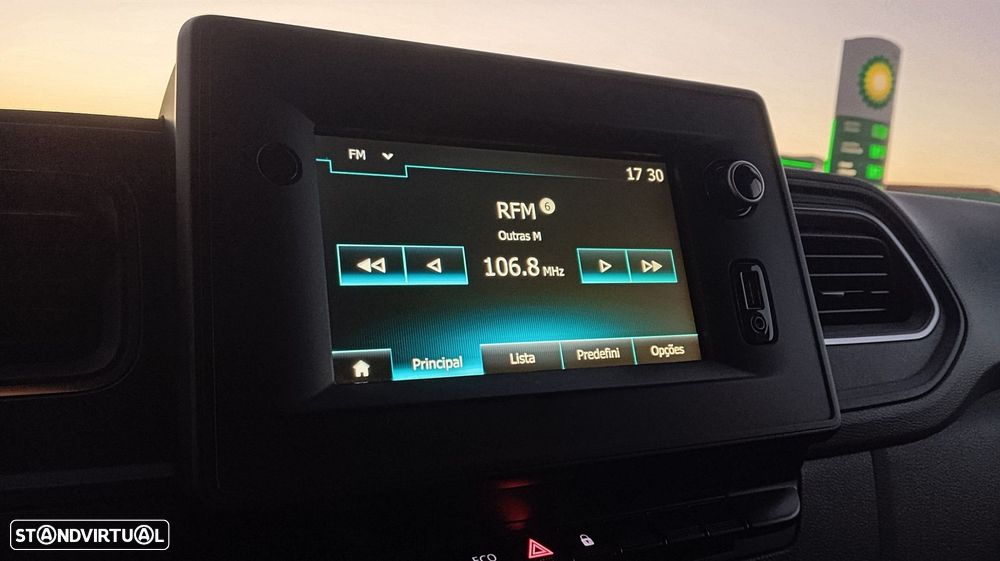 FM
17 30
RFM 6
Outras M
106.8 MHz
Principal Lista Predefini Opções
ECO
STANDVIRTUAL